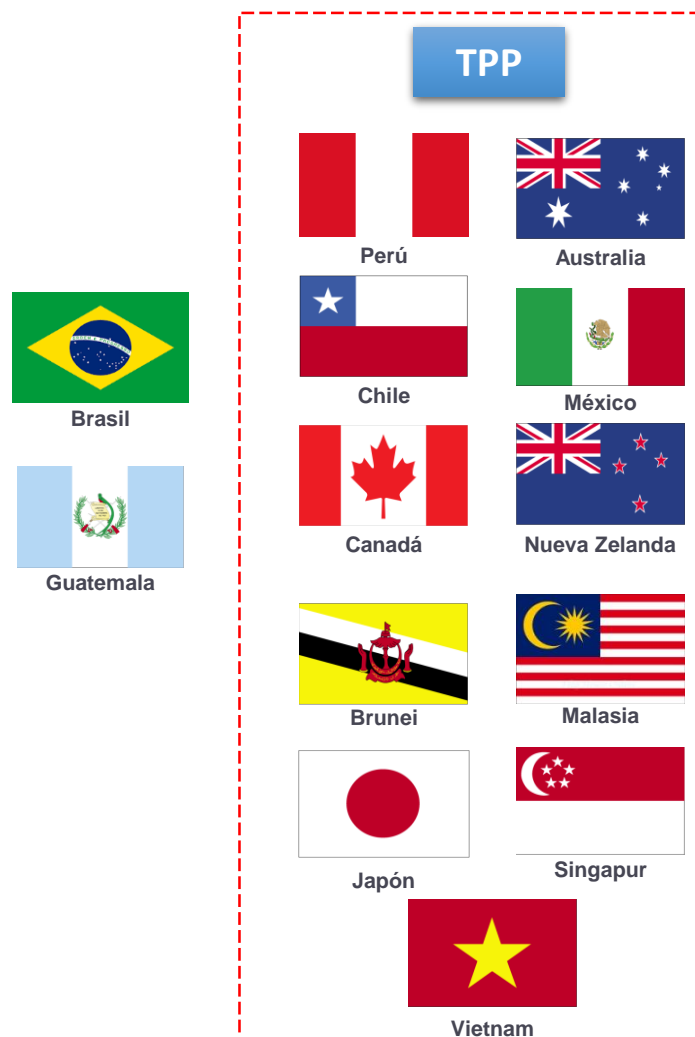 TPP
Perú
Australia
Brasil
Chile
México
Guatemala
Canadá
Nueva Zelanda
Brunei
Malasia
Japón
Singapur
Vietnam